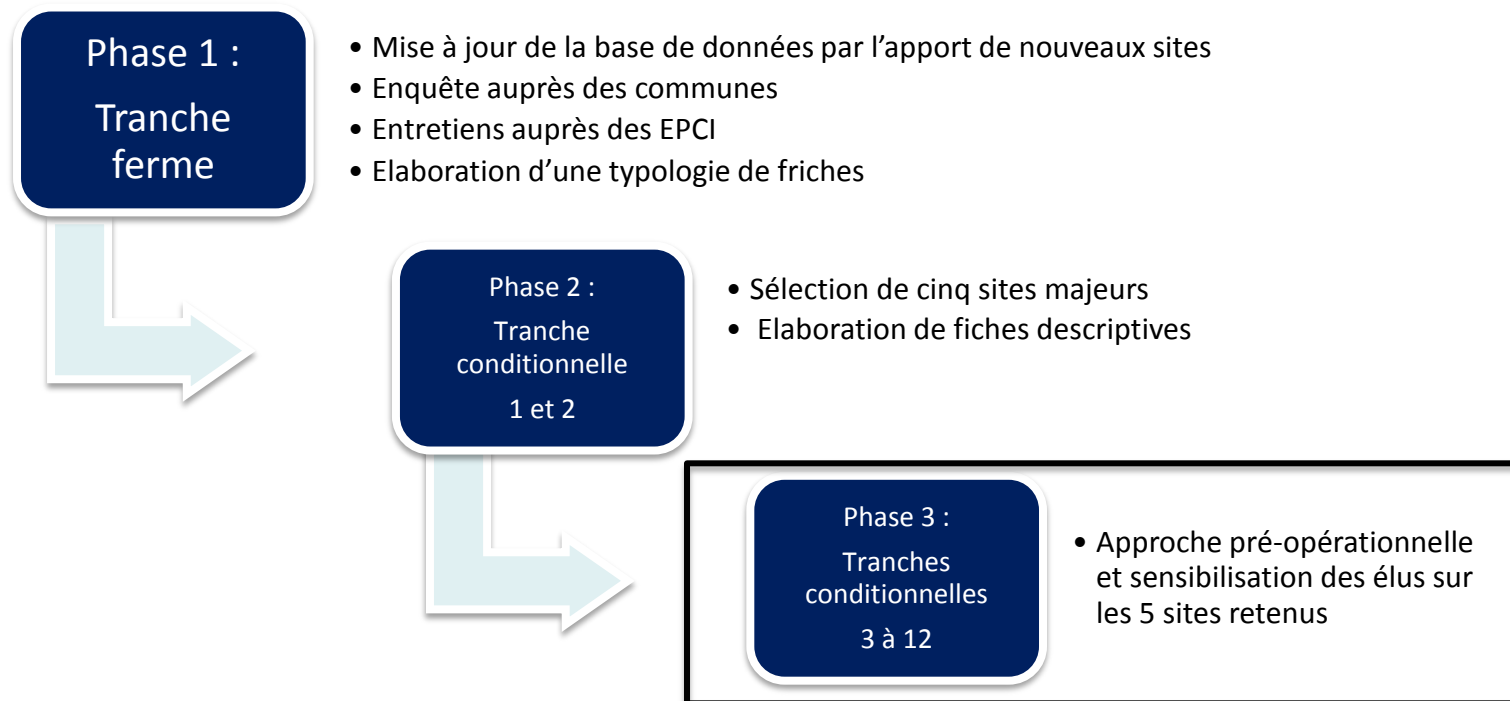 Phase 1 :
Tranche
ferme
• Mise à jour de la base de données par l’apport de nouveaux sites
• Enquête auprès des communes
• Entretiens auprès des EPCI
• Elaboration d’une typologie de friches
Phase 2 :
Tranche
conditionnelle
1 et 2
• Sélection de cinq sites majeurs
• Elaboration de fiches descriptives
Phase 3 :
Tranches
conditionnelles
3 à 12
• Approche pré-opérationnelle
et sensibilisation des élus sur
les 5 sites retenus